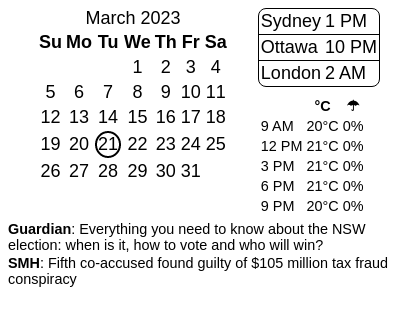 March 2023
Su Mo Tu We Th Fr Sa
1 2 3 4
5 6 7 8 9 10 11
12 13 14 15 16 17 18
19 20 21 22 23 24 25
26 27 28 29 30 31
Sydney 1 PM
Ottawa 10 PM
London 2 AM
°C ☂
9 AM 20°C 0%
12 PM 21°C 0%
3 PM 21°C 0%
6 PM 21°C 0%
9 PM 20°C 0%
Guardian: Everything you need to know about the NSW
election: when is it, how to vote and who will win?
SMH: Fifth co-accused found guilty of $105 million tax fraud
conspiracy